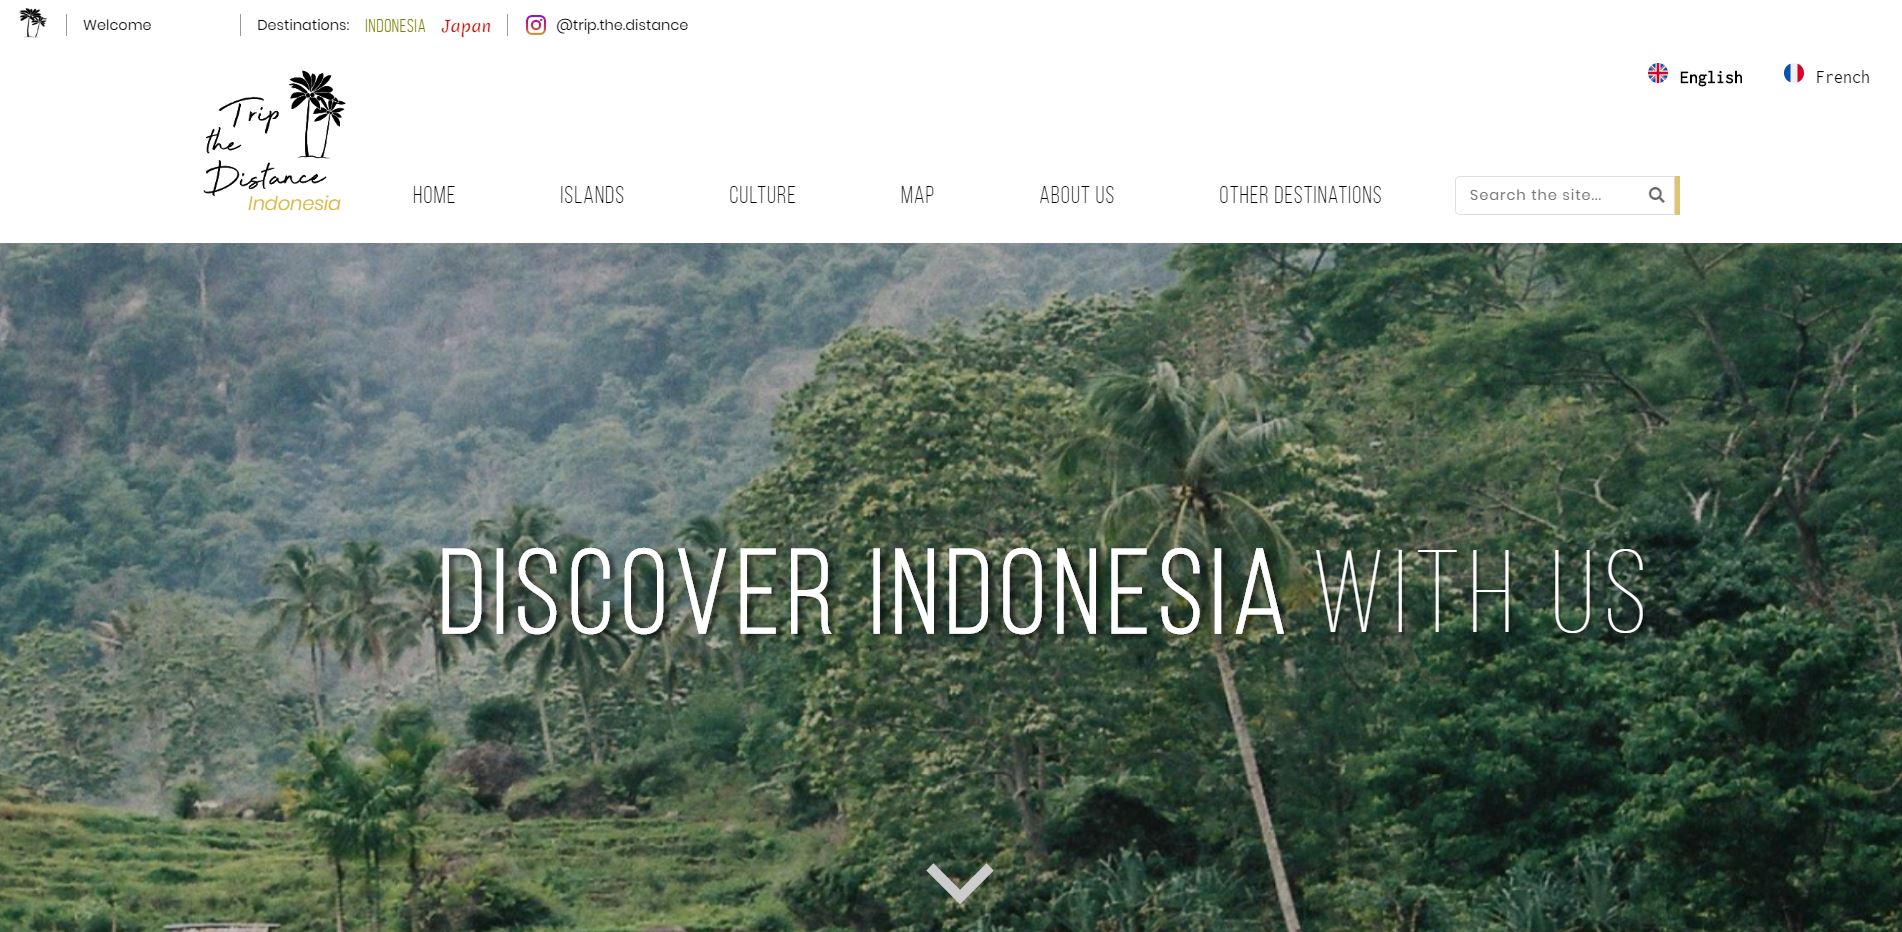 Welcome
Destinations: INDONESIA Japan
@trip.the.distance
English
French
Trip
the
Distance
Indonesia
HOME
ISLANDS
CULTURE
MAP
ABOUT US
OTHER DESTINATIONS
Search the site...
DISCOVER INDONESIA WITH US